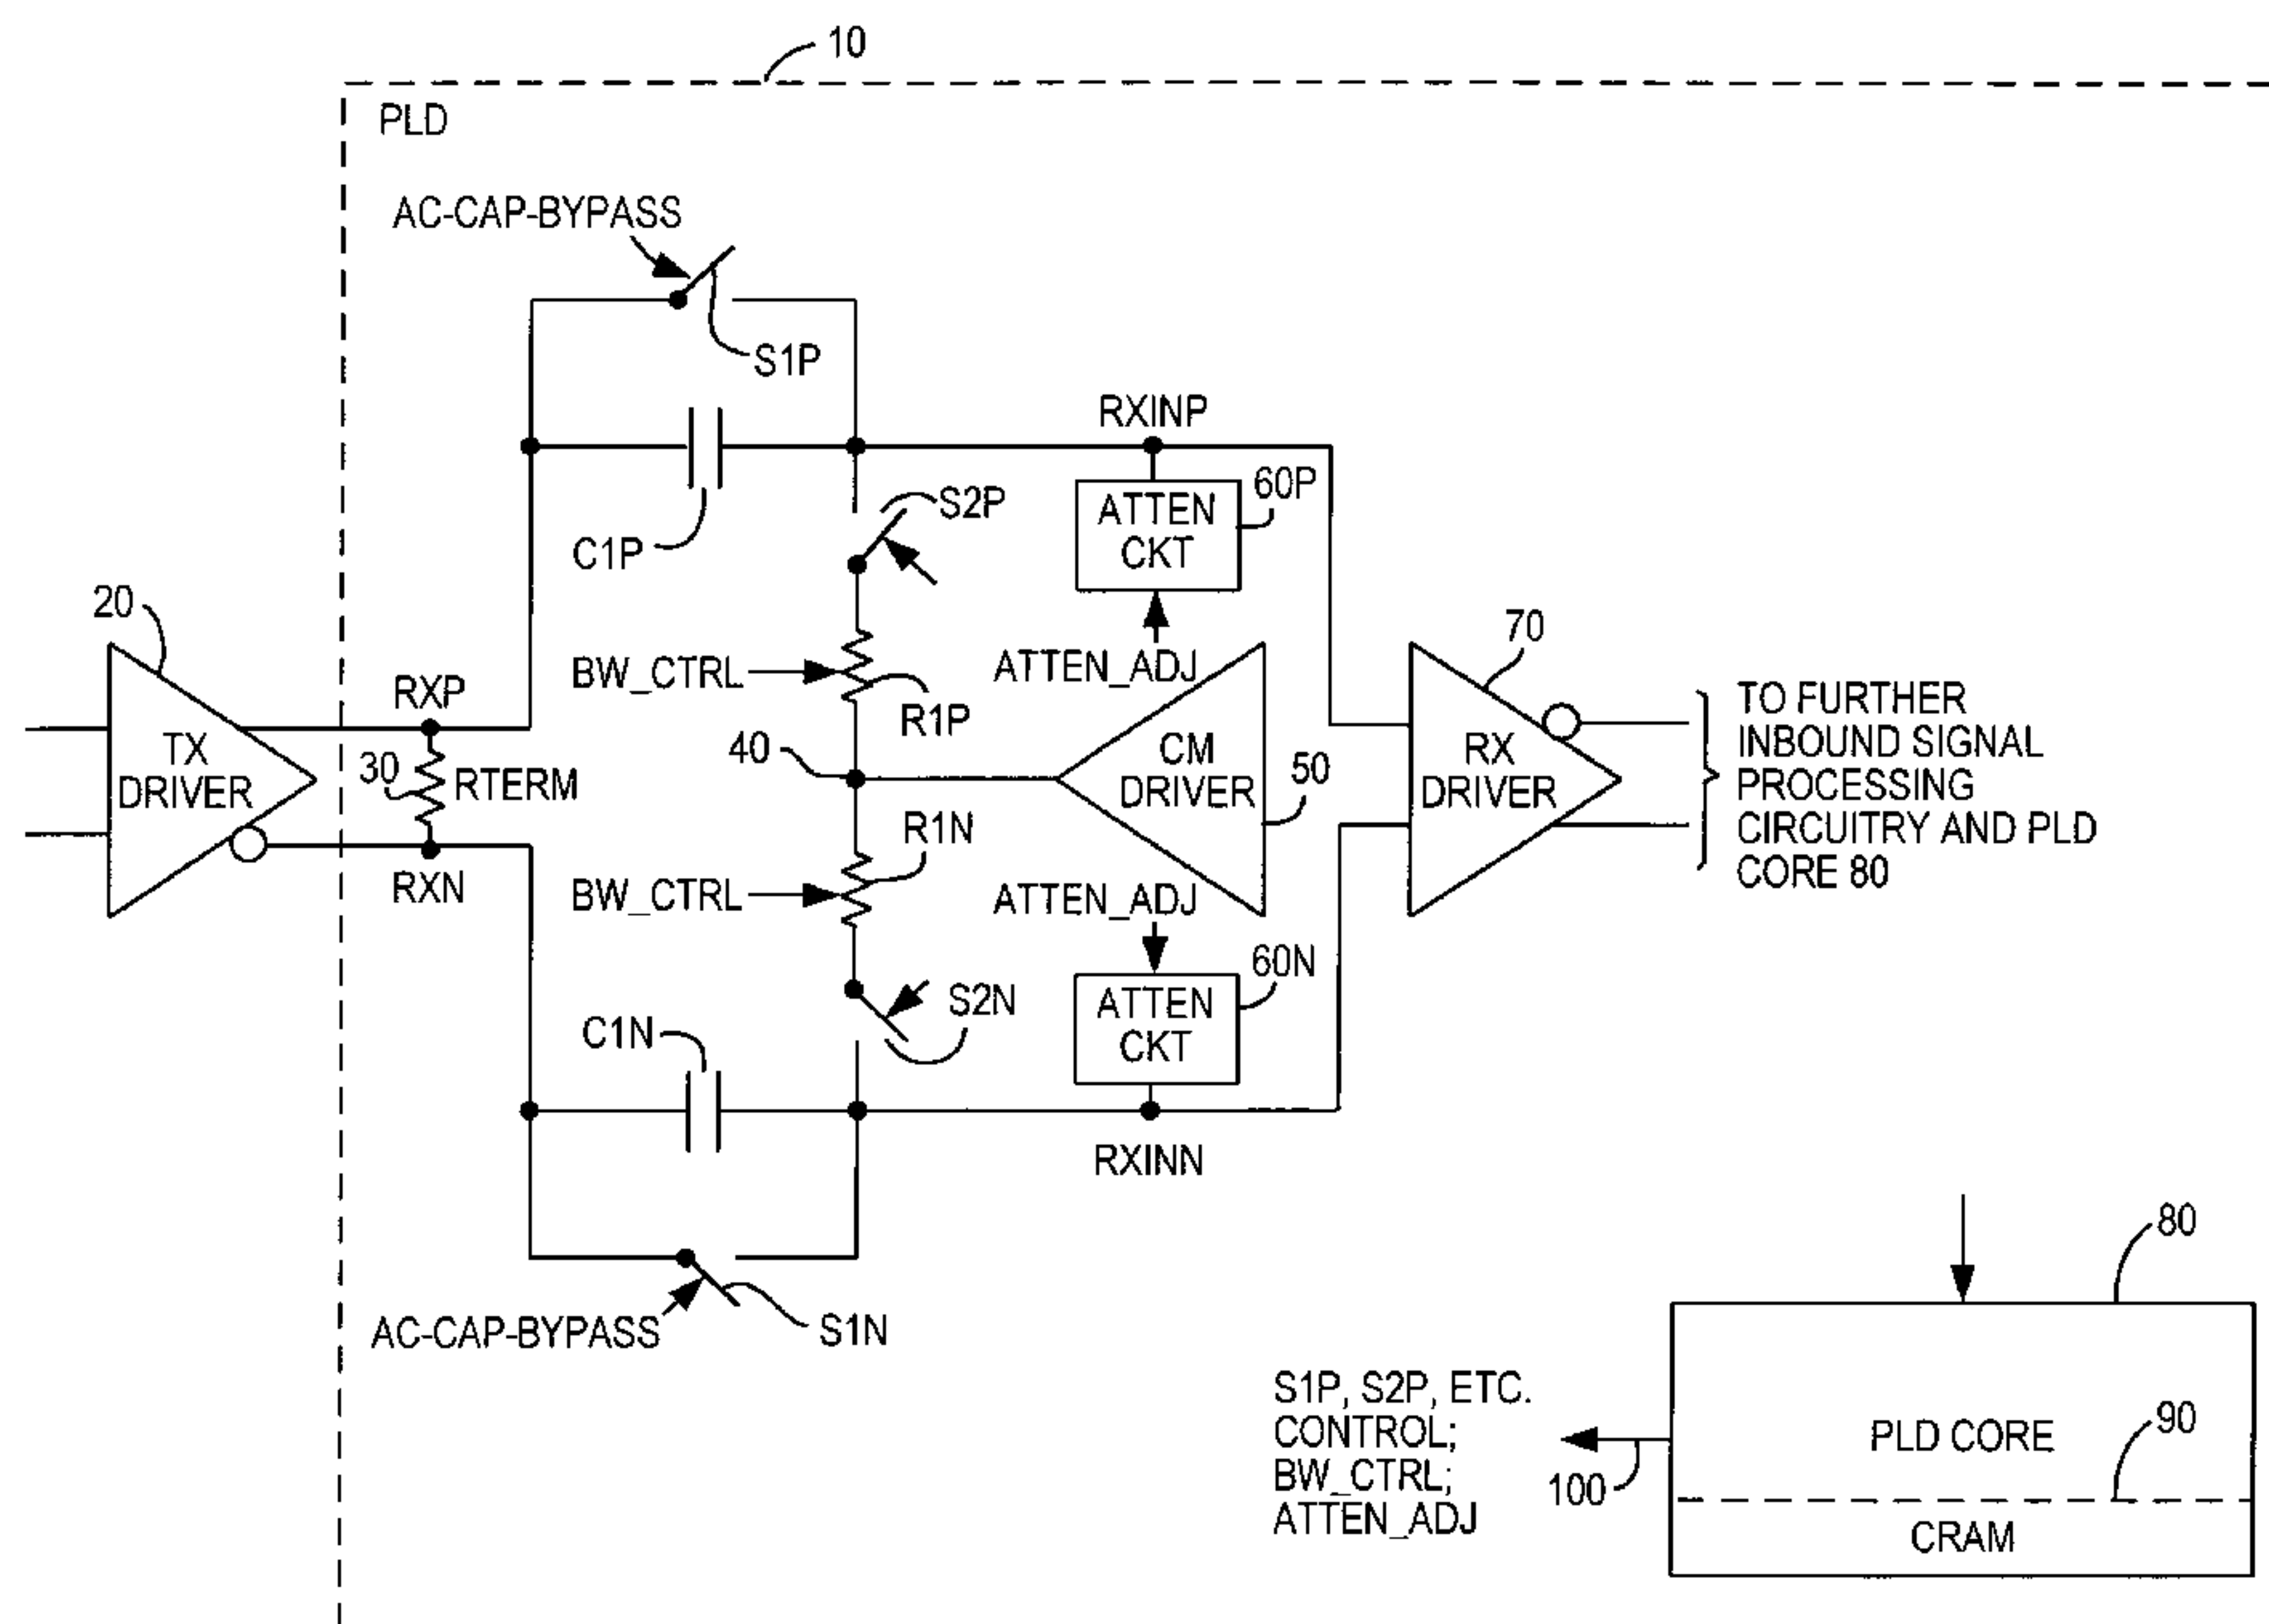 10
PLD
AC-CAP-BYPASS
S1P
RXINP
60P
ATTEN
CKT
S2P
C1P
ATTEN_ADJ
20
70
BW_CTRL
R1P
RXP
TX
DRIVER
30
RTERM
RXN
40
CM
DRIVER
50
RX
DRIVER
TO FURTHER
INBOUND SIGNAL
PROCESSING
CIRCUITRY AND PLD
CORE 80
R1N
BW_CTRL
ATTEN_ADJ
60N
ATTEN
CKT
S2N
C1N
RXINN
AC-CAP-BYPASS
S1N
80
S1P, S2P, ETC.
CONTROL;
BW_CTRL;
ATTEN_ADJ
100
PLD CORE
90
CRAM